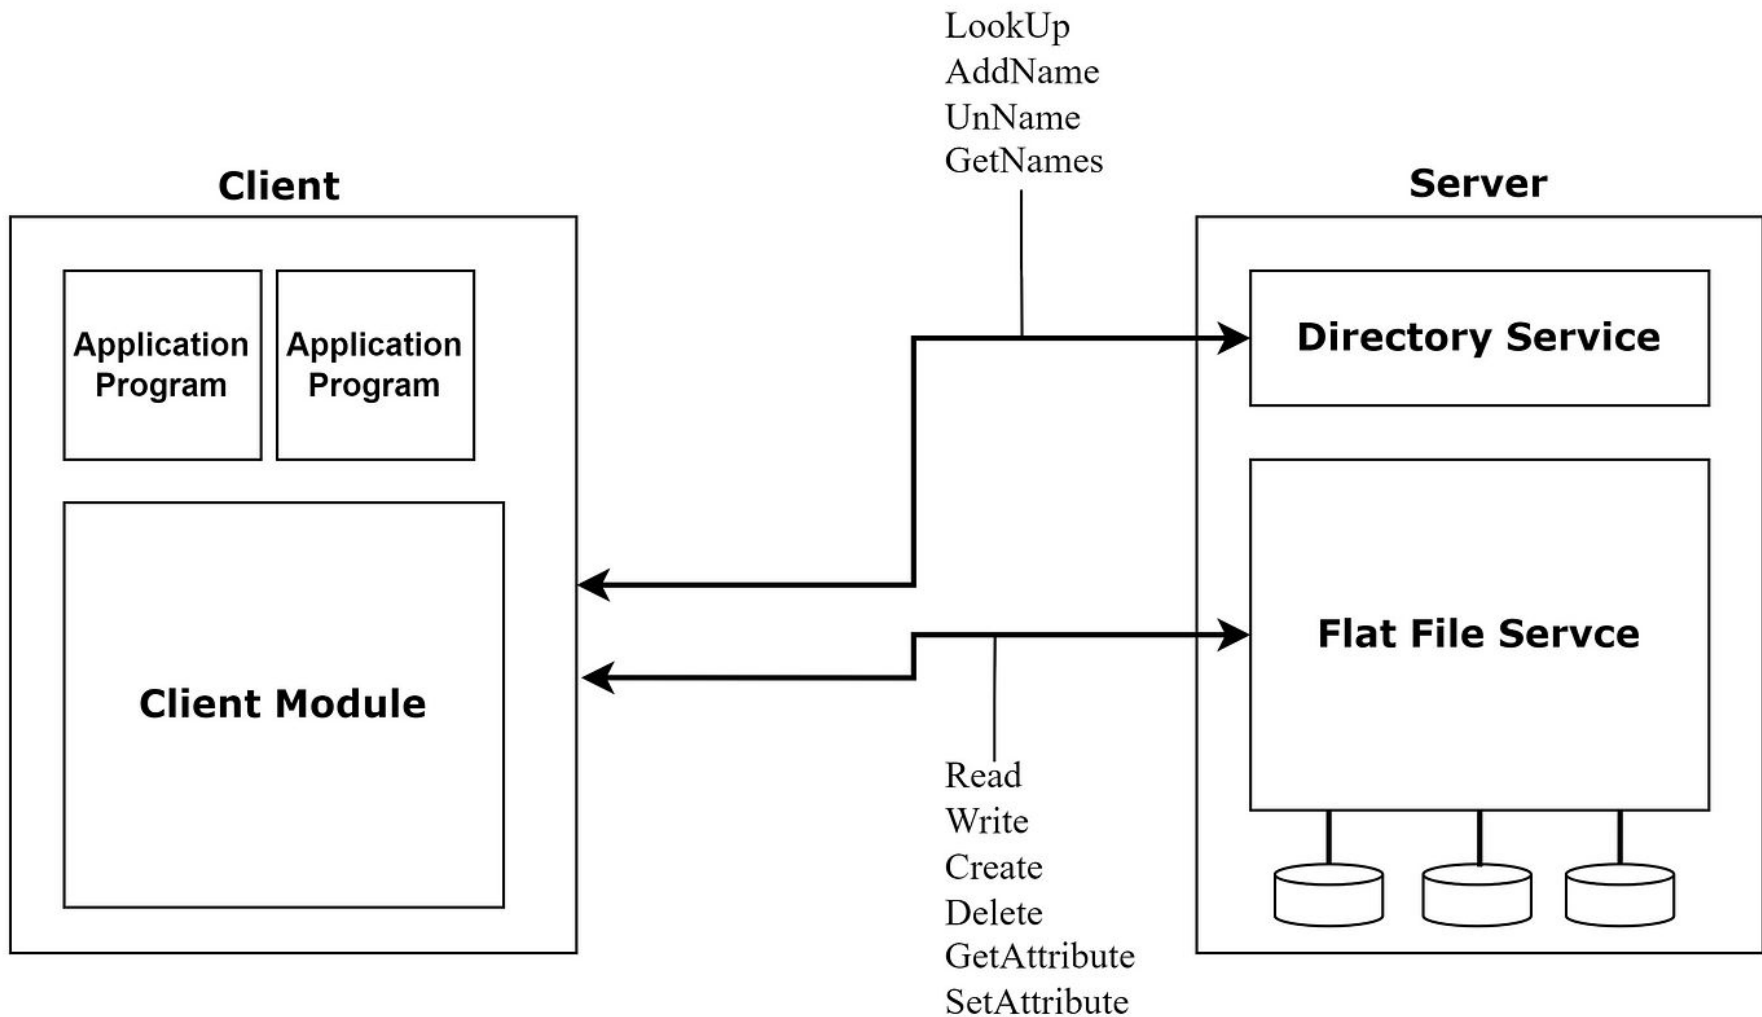 LookUp
AddName
UnName
GetNames
Client
Server
Application
Program
Application
Program
Directory Service
Client Module
Flat File Servce
Read
Write
Create
Delete
GetAttribute
SetAttribute